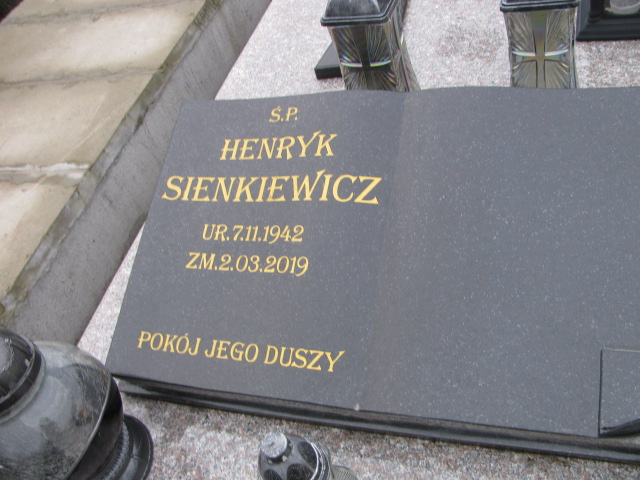 Ś.P.
HENRYK
SIENKIEWICZ
UR.7.11.1942
ZM.2.03.2019
POKÓJ JEGO DUSZY